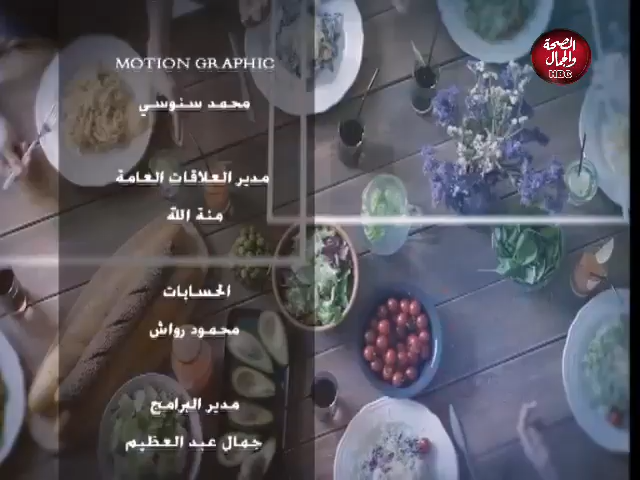 الصحة
والجمال
HBC
MOTION GRAPHIC
محمد سنوسي
مدير العلاقات العامة
منة الله
الحسابات
محمود رواش
مدير البرامج
جمال عبد العظيم